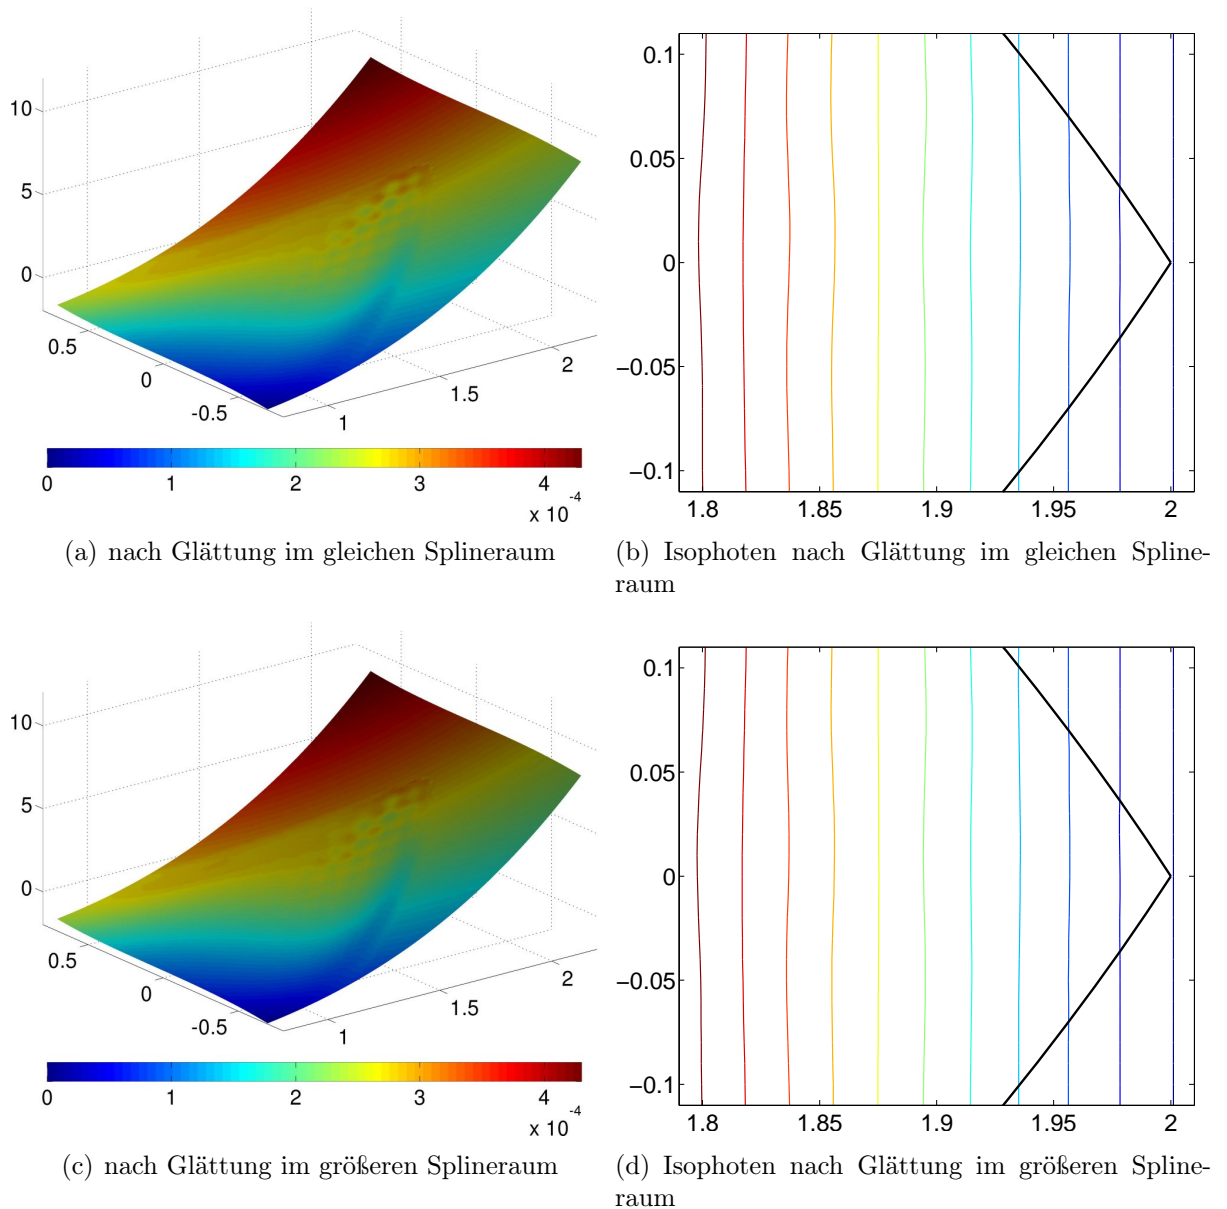 10
5
0
0.5
0
-0.5
1
1.5
2
0 1 2 3 4
x 10-4
0.1
0.05
0
−0.05
−0.1
1.8 1.85 1.9 1.95 2
(a) nach Glättung im gleichen Splineraum
(b) Isophoten nach Glättung im gleichen Spline-
raum
10
5
0
0.5
0
-0.5
1
1.5
2
0 1 2 3 4
x 10-4
0.1
0.05
0
−0.05
−0.1
1.8 1.85 1.9 1.95 2
(c) nach Glättung im größeren Splineraum
(d) Isophoten nach Glättung im größeren Spline-
raum